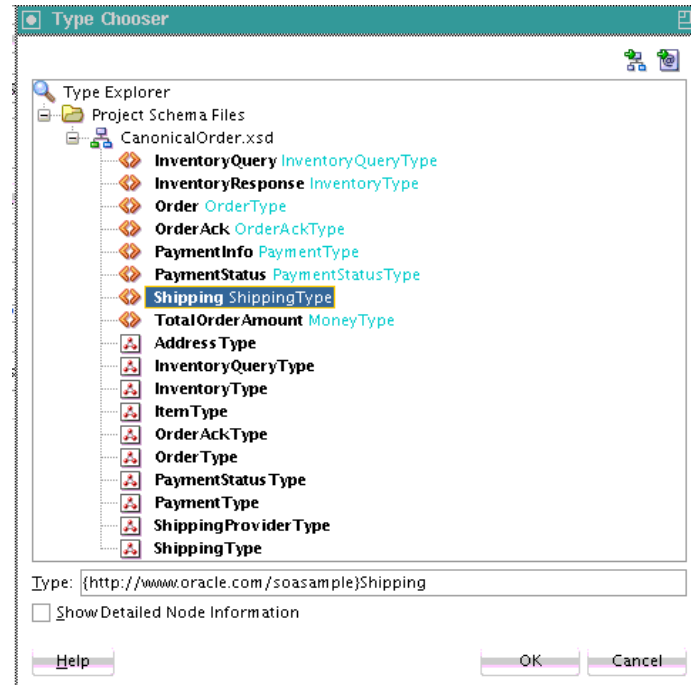 Type Chooser
Type Explorer
Project Schema Files
CanonicalOrder.xsd
InventoryQuery InventoryQueryType
InventoryResponse InventoryType
Order OrderType
OrderAck OrderAckType
PaymentInfo PaymentType
PaymentStatus PaymentStatusType
Shipping ShippingType
TotalOrderAmount MoneyType
AddressType
InventoryQueryType
InventoryType
ItemType
OrderAckType
OrderType
PaymentStatusType
PaymentType
ShippingProviderType
ShippingType
Type: {http://www.oracle.com/soasample}Shipping
Show Detailed Node Information
Help OK Cancel